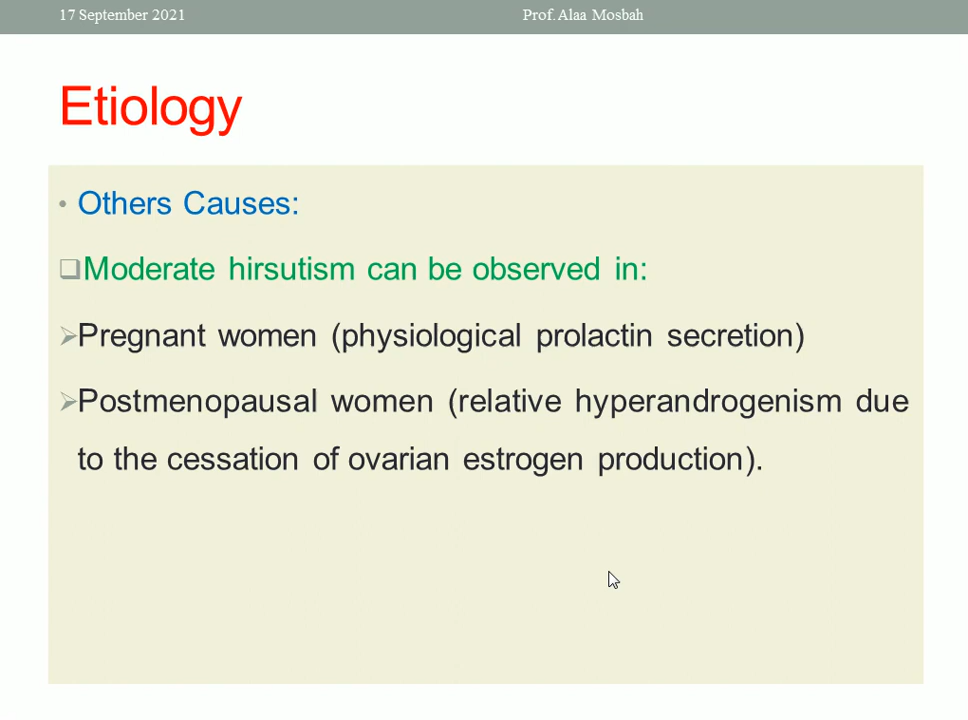 17 September 2021 Prof. Alaa Mosbah
Etiology
• Others Causes:
❑Moderate hirsutism can be observed in:
➢Pregnant women (physiological prolactin secretion)
➢Postmenopausal women (relative hyperandrogenism due
to the cessation of ovarian estrogen production).